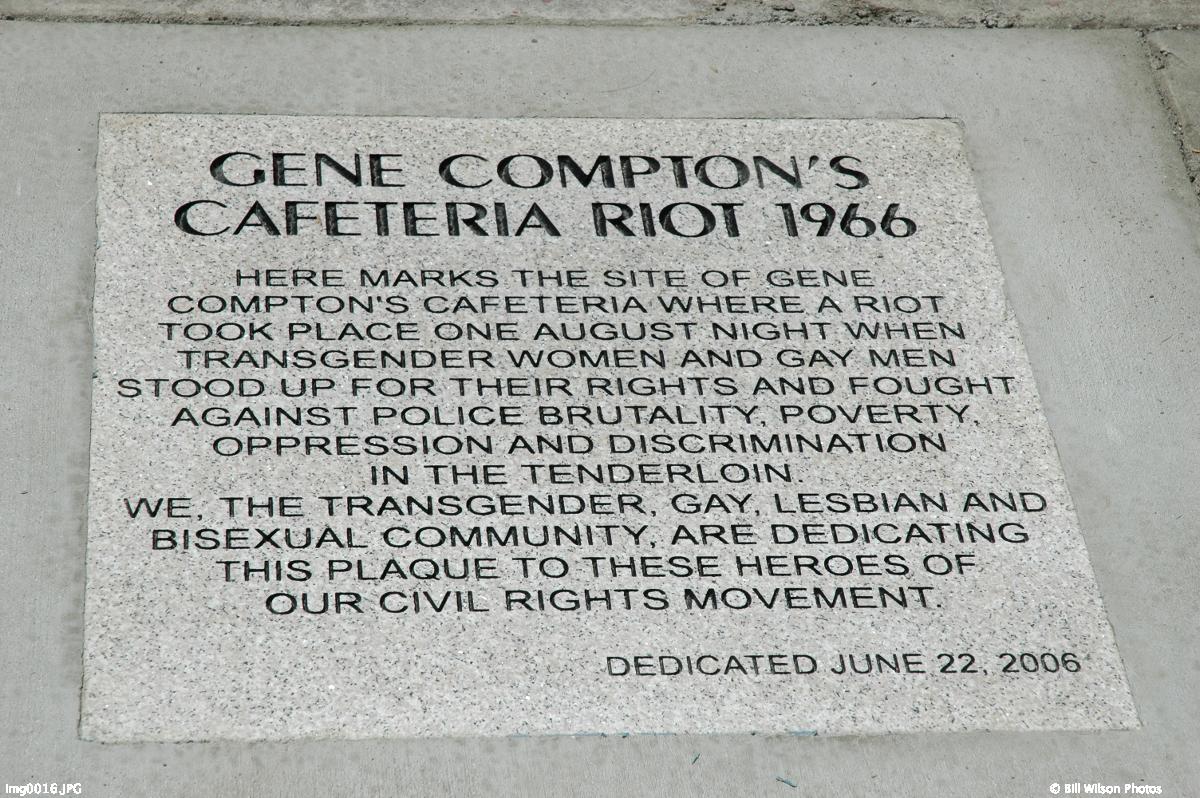 GENE COMPTON'S
CAFETERIA RIOT 1966
HERE MARKS THE SITE OF GENE
COMPTON'S CAFETERIA WHERE A RIOT
TOOK PLACE ONE AUGUST NIGHT WHEN
TRANSGENDER WOMEN AND GAY MEN
STOOD UP FOR THEIR RIGHTS AND FOUGHT
AGAINST POLICE BRUTALITY, POVERTY,
OPPRESSION AND DISCRIMINATION
IN THE TENDERLOIN.
WE, THE TRANSGENDER, GAY, LESBIAN AND
BISEXUAL COMMUNITY, ARE DEDICATING
THIS PLAQUE TO THESE HEROES OF
OUR CIVIL RIGHTS MOVEMENT.
DEDICATED JUNE 22, 2006
Img0016.JPG
© Bill Wilson Photos